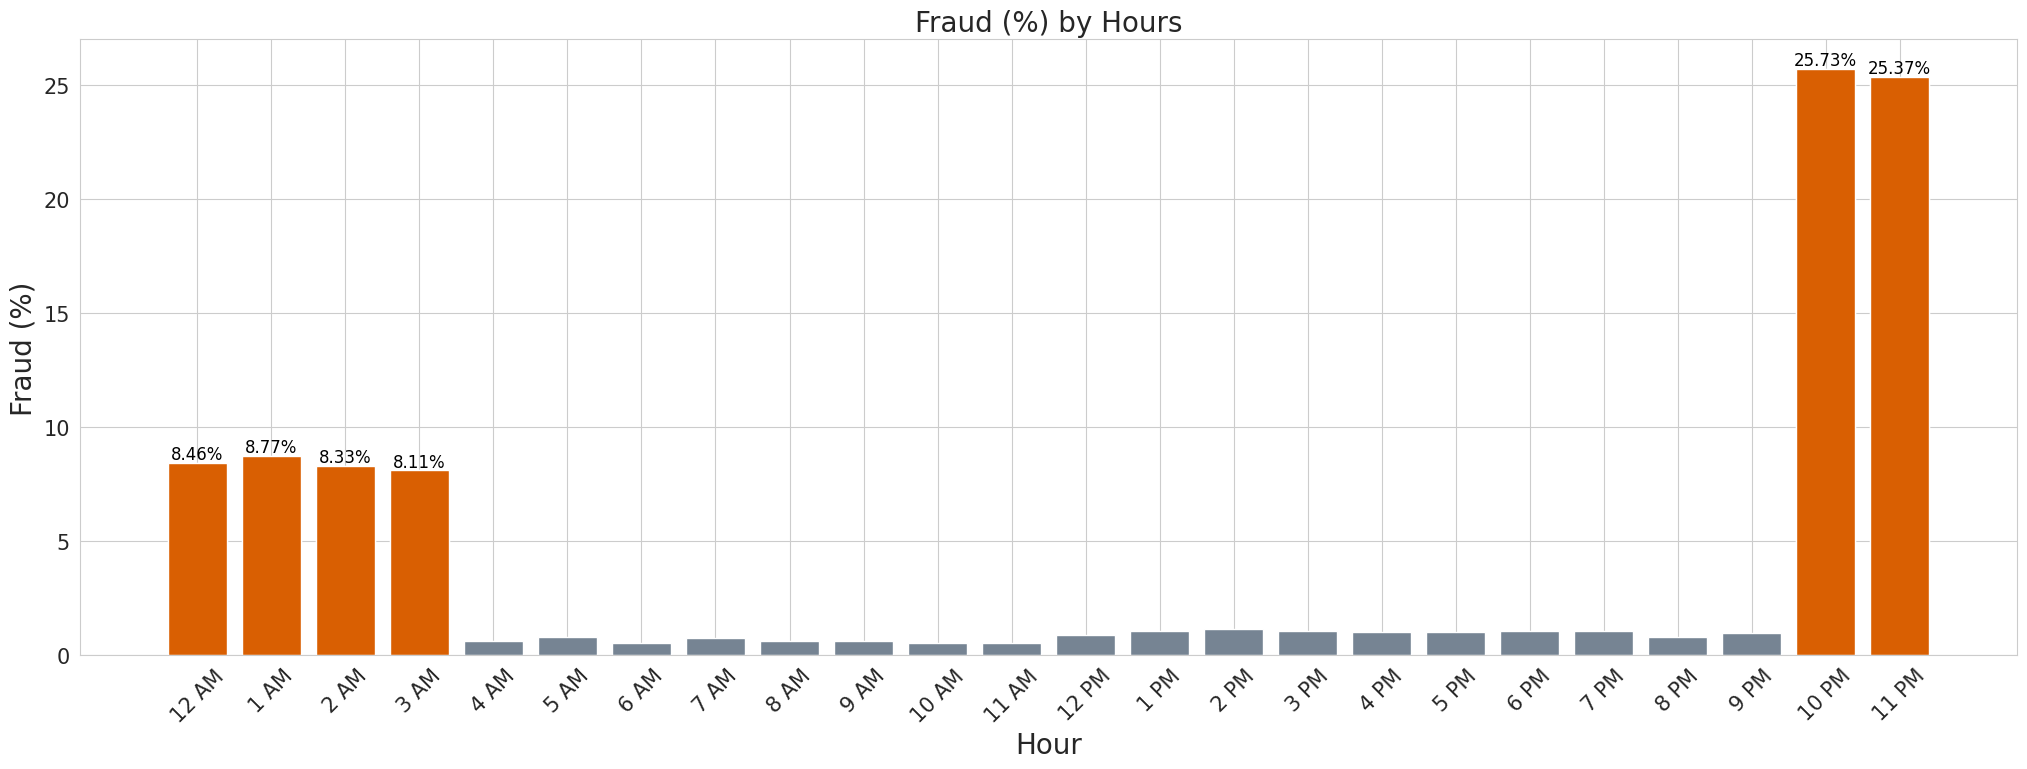 Fraud (%) by Hours
Fraud (%)
25
20
15
10
5
0
8.46%
8.77%
8.33%
8.11%
25.73%
25.37%
12 AM
1 AM
2 AM
3 AM
4 AM
5 AM
6 AM
7 AM
8 AM
9 AM
10 AM
11 AM
12 PM
1 PM
2 PM
3 PM
4 PM
5 PM
6 PM
7 PM
8 PM
9 PM
10 PM
11 PM
Hour